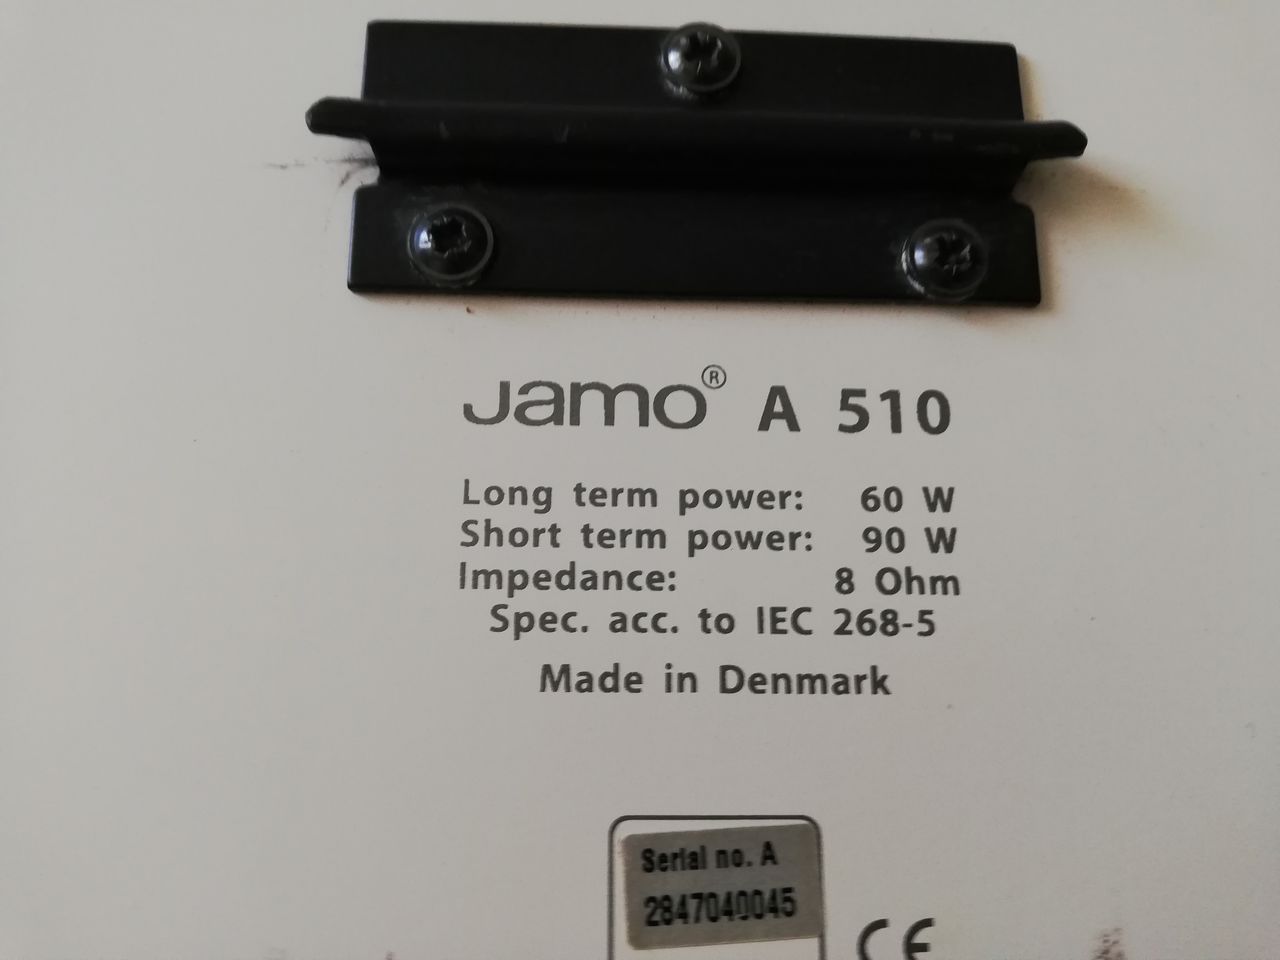 Jamo® A 510
Long term power: 60 W
Short term power: 90 W
Impedance: 8 Ohm
Spec. acc. to IEC 268-5
Made in Denmark
Serial no. A
2847040045
CE